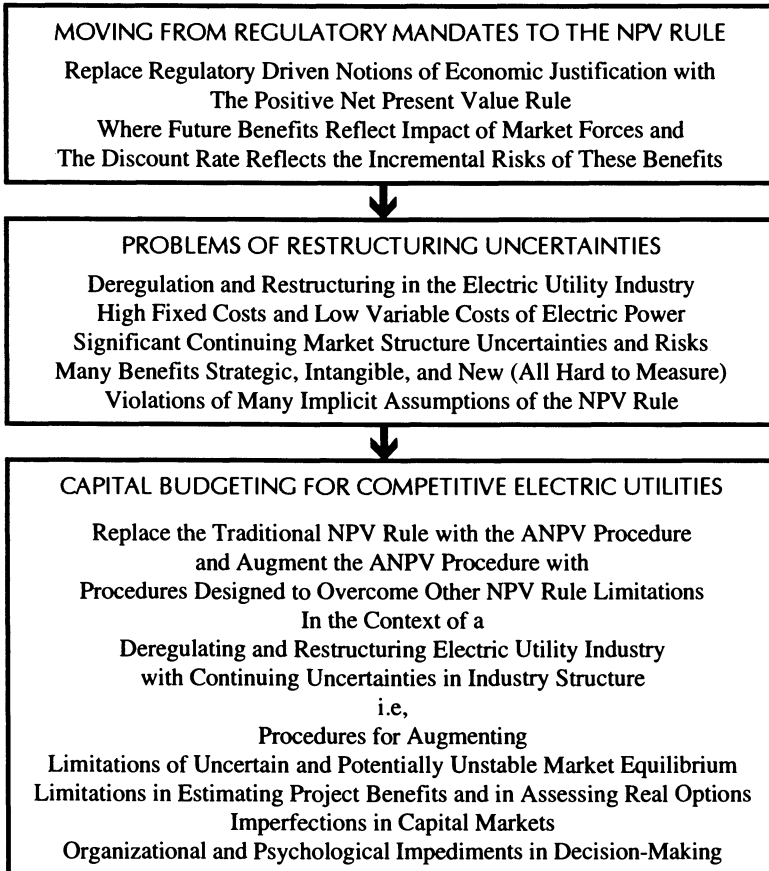 MOVING FROM REGULATORY MANDATES TO THE NPV RULE
Replace Regulatory Driven Notions of Economic Justification with
The Positive Net Present Value Rule
Where Future Benefits Reflect Impact of Market Forces and
The Discount Rate Reflects the Incremental Risks of These Benefits
PROBLEMS OF RESTRUCTURING UNCERTAINTIES
Deregulation and Restructuring in the Electric Utility Industry
High Fixed Costs and Low Variable Costs of Electric Power
Significant Continuing Market Structure Uncertainties and Risks
Many Benefits Strategic, Intangible, and New (All Hard to Measure)
Violations of Many Implicit Assumptions of the NPV Rule
CAPITAL BUDGETING FOR COMPETITIVE ELECTRIC UTILITIES
Replace the Traditional NPV Rule with the ANPV Procedure
and Augment the ANPV Procedure with
Procedures Designed to Overcome Other NPV Rule Limitations
In the Context of a
Deregulating and Restructuring Electric Utility Industry
with Continuing Uncertainties in Industry Structure
i.e,
Procedures for Augmenting
Limitations of Uncertain and Potentially Unstable Market Equilibrium
Limitations in Estimating Project Benefits and in Assessing Real Options
Imperfections in Capital Markets
Organizational and Psychological Impediments in Decision-Making